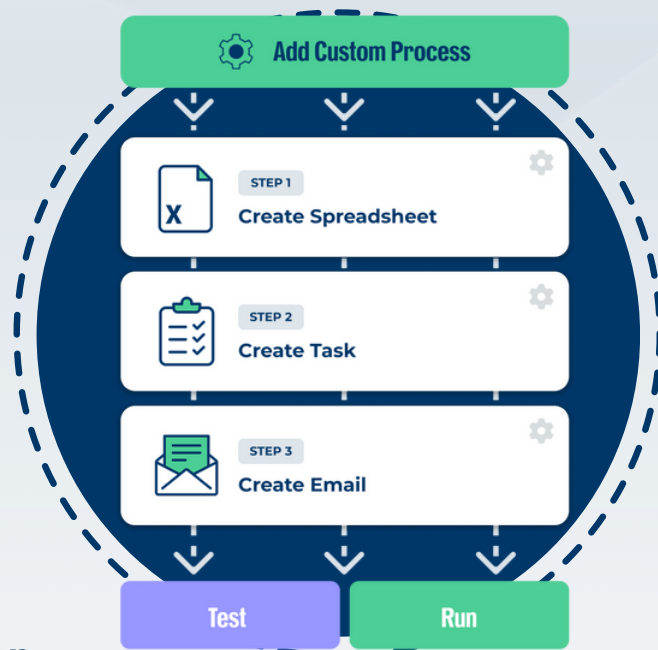 Add Custom Process
STEP 1
Create Spreadsheet
STEP 2
Create Task
STEP 3
Create Email
Test
Run